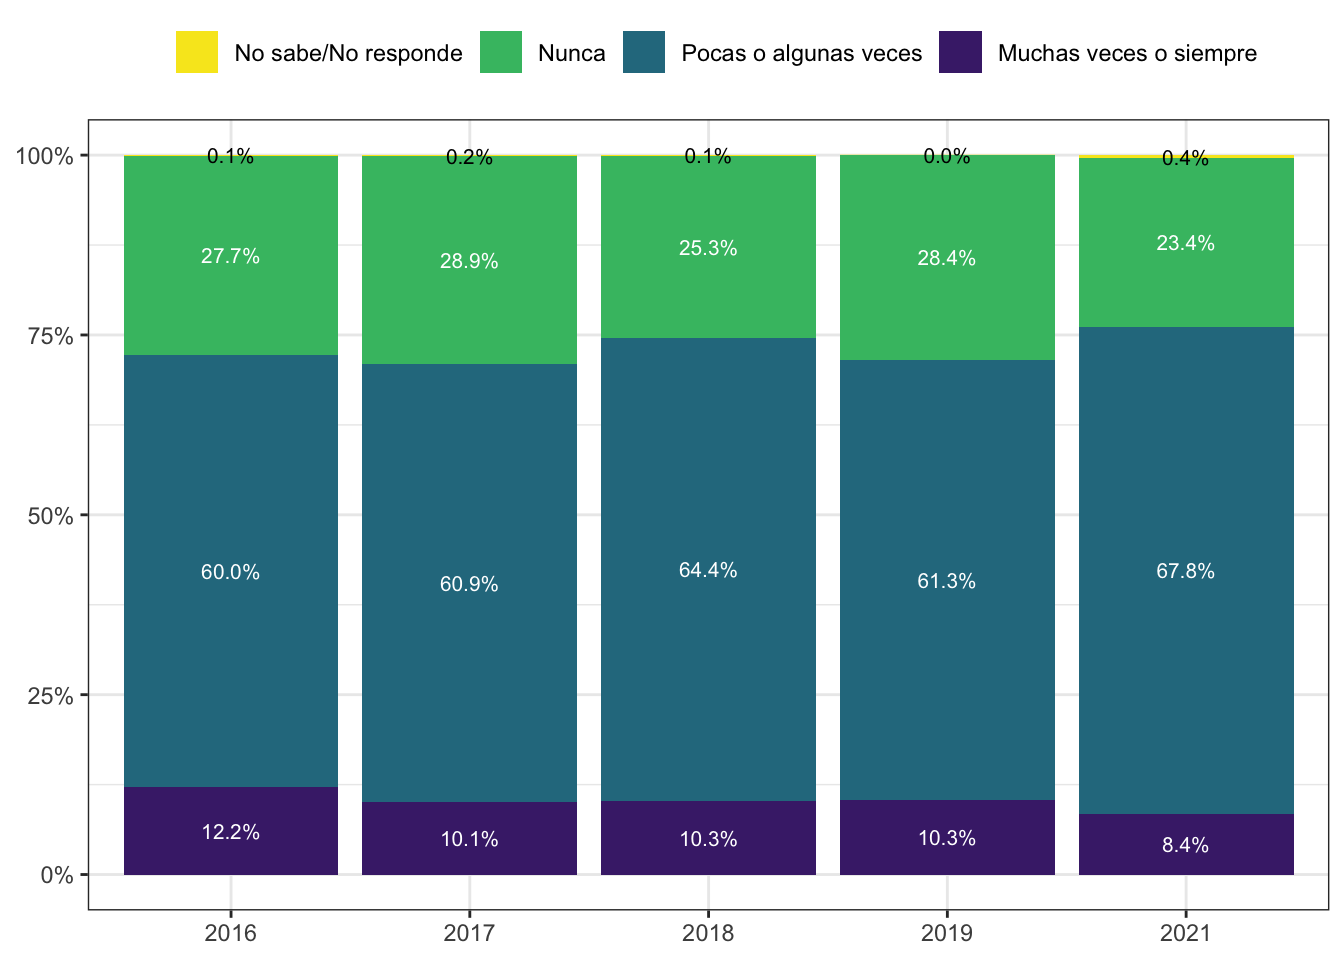 No sabe/No responde Nunca Pocas o algunas veces Muchas veces o siempre
100%
0.1% 0.2% 0.1% 0.0% 0.4%
27.7% 28.9% 25.3% 28.4% 23.4%
75%
60.0% 60.9% 64.4% 61.3% 67.8%
50%
25%
12.2% 10.1% 10.3% 10.3% 8.4%
0%
2016 2017 2018 2019 2021